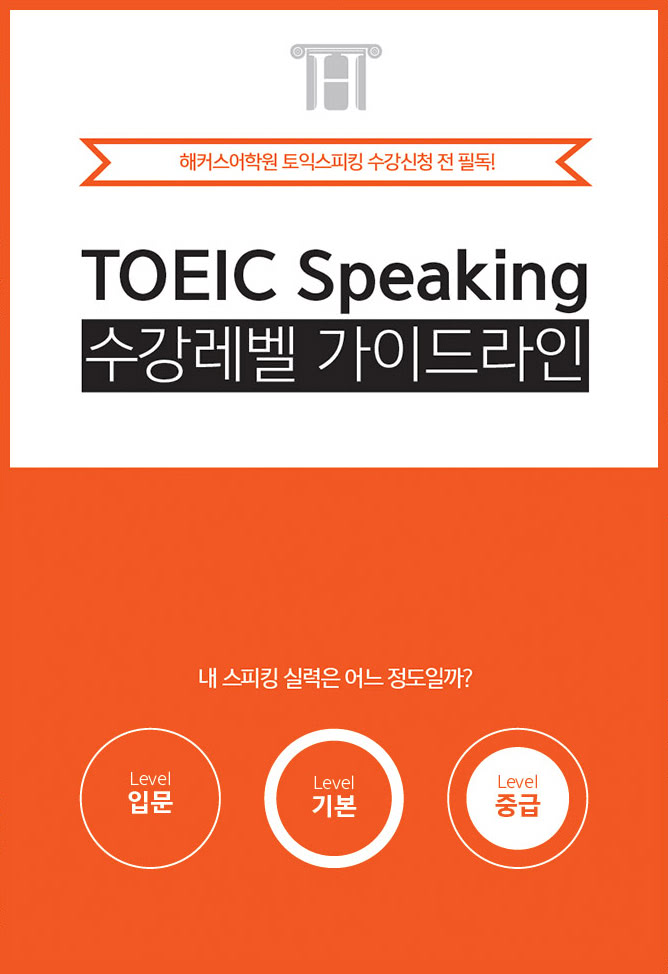 해커스어학원 토익스피킹 수강신청 전 필독!
TOEIC Speaking
수강레벨 가이드라인
내 스피킹 실력은 어느 정도일까?
Level
입문
Level
기본
Level
중급